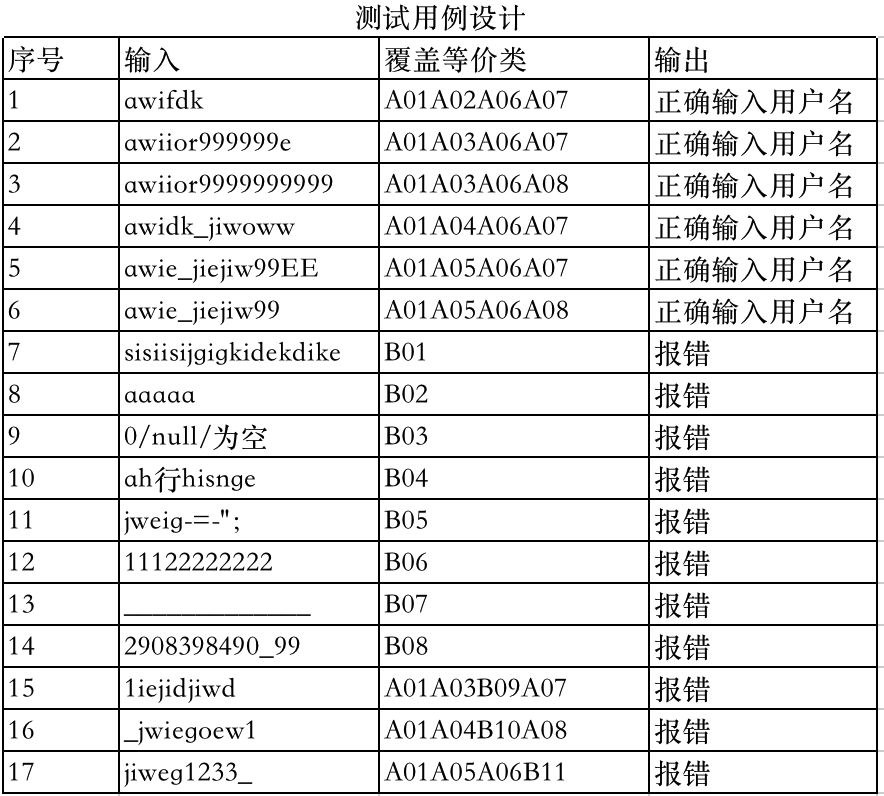 测试用例设计
序号 输入 覆盖等价类 输出
1 awifdk A01A02A06A07 正确输入用户名
2 awiior999999e A01A03A06A07 正确输入用户名
3 awiior9999999999 A01A03A06A08 正确输入用户名
4 awidk_jiwoww A01A04A06A07 正确输入用户名
5 awie_jiejiw99EE A01A05A06A07 正确输入用户名
6 awie_jiejiw99 A01A05A06A08 正确输入用户名
7 sisiisijgigkidekdike B01 报错
8 aaaaa B02 报错
9 0/null/为空 B03 报错
10 ah行hisnge B04 报错
11 jweig-=-"; B05 报错
12 11122222222 B06 报错
13 _____________ B07 报错
14 2908398490_99 B08 报错
15 1iejidjiwd A01A03B09A07 报错
16 _jwiegoew1 A01A04B10A08 报错
17 jiweg1233_ A01A05A06B11 报错